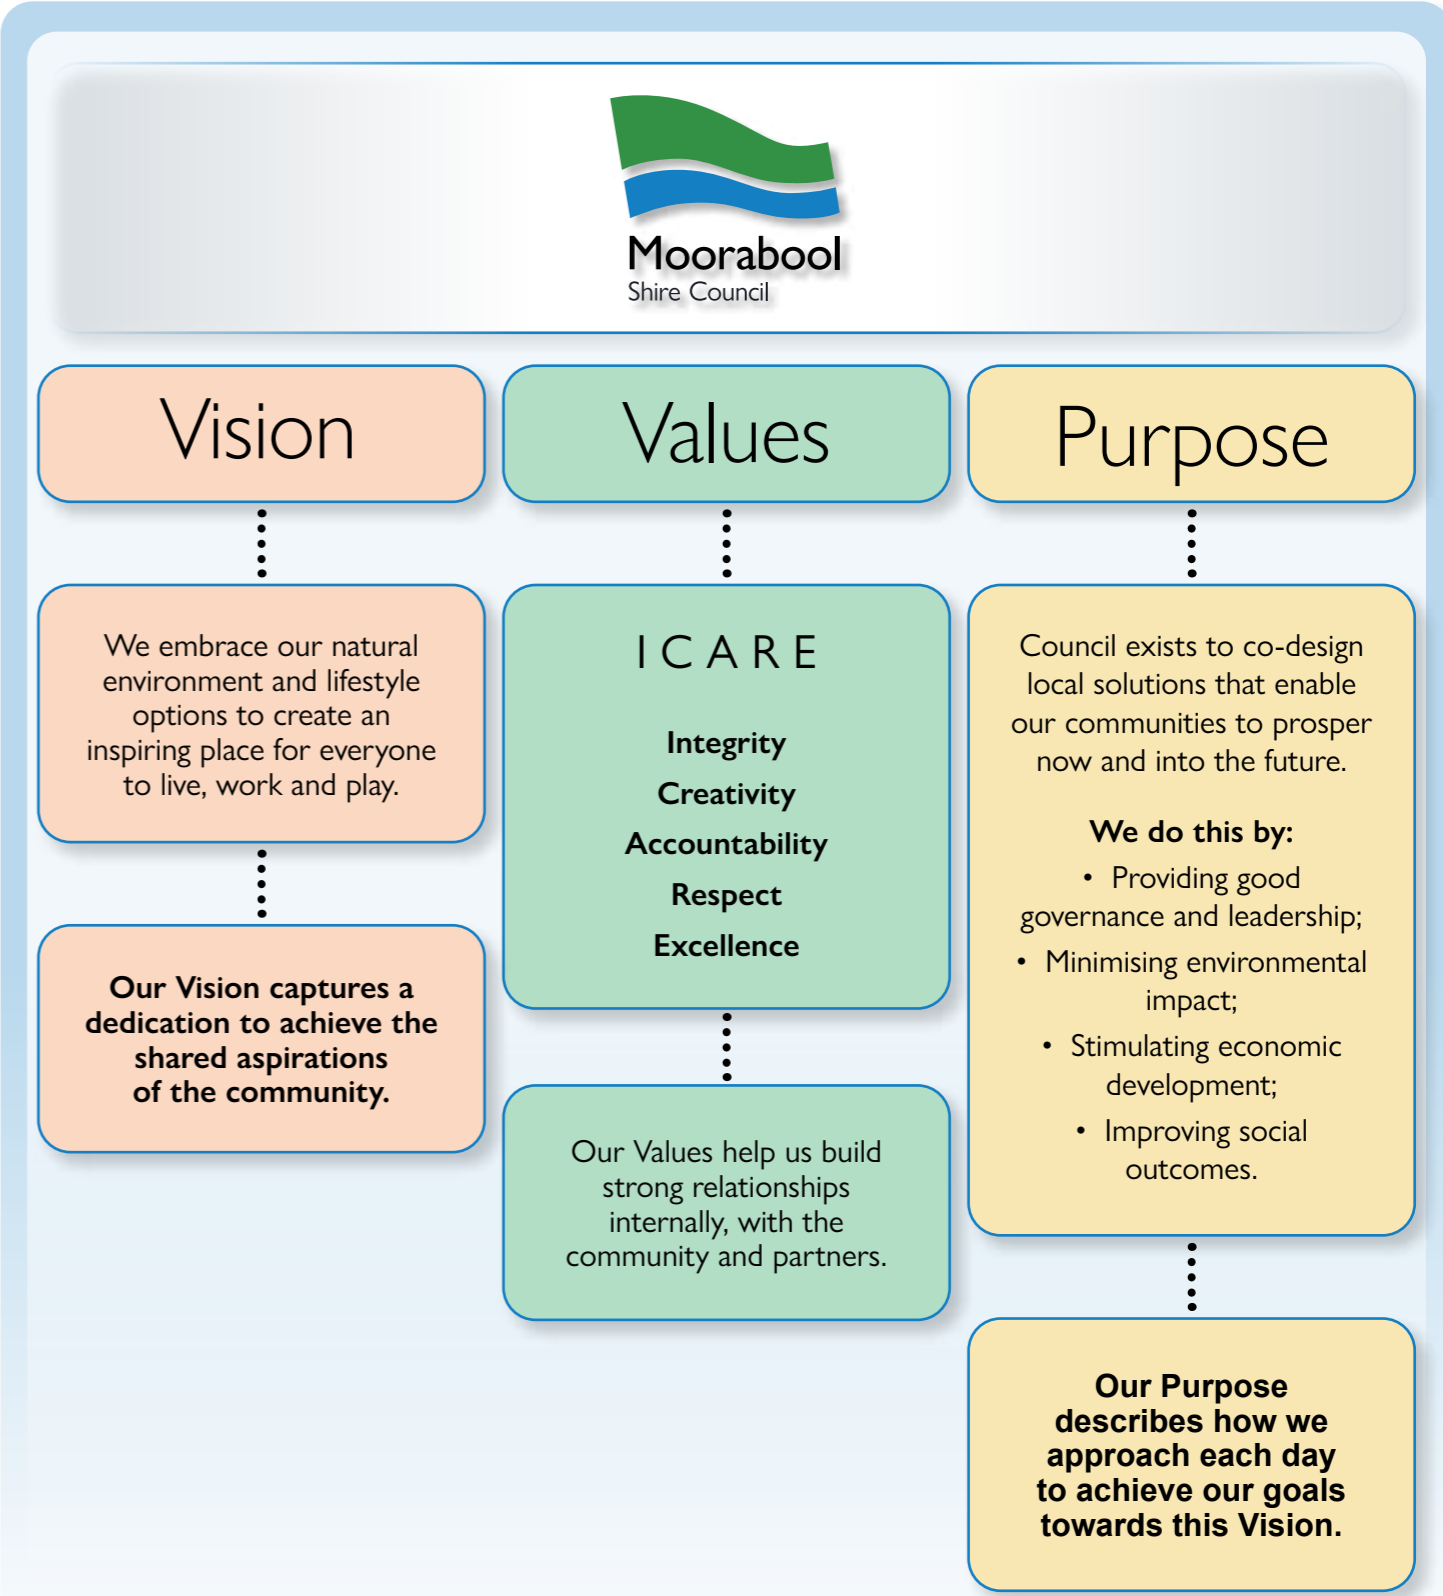 Moorabool
Shire Council
Vision
We embrace our natural
environment and lifestyle
options to create an
inspiring place for everyone
to live, work and play.
Our Vision captures a
dedication to achieve the
shared aspirations
of the community.
Values
I C A R E
Integrity
Creativity
Accountability
Respect
Excellence
Our Values help us build
strong relationships
internally, with the
community and partners.
Purpose
Council exists to co-design
local solutions that enable
our communities to prosper
now and into the future.
We do this by:
• Providing good
governance and leadership;
• Minimising environmental
impact;
• Stimulating economic
development;
• Improving social
outcomes.
Our Purpose
describes how we
approach each day
to achieve our goals
towards this Vision.